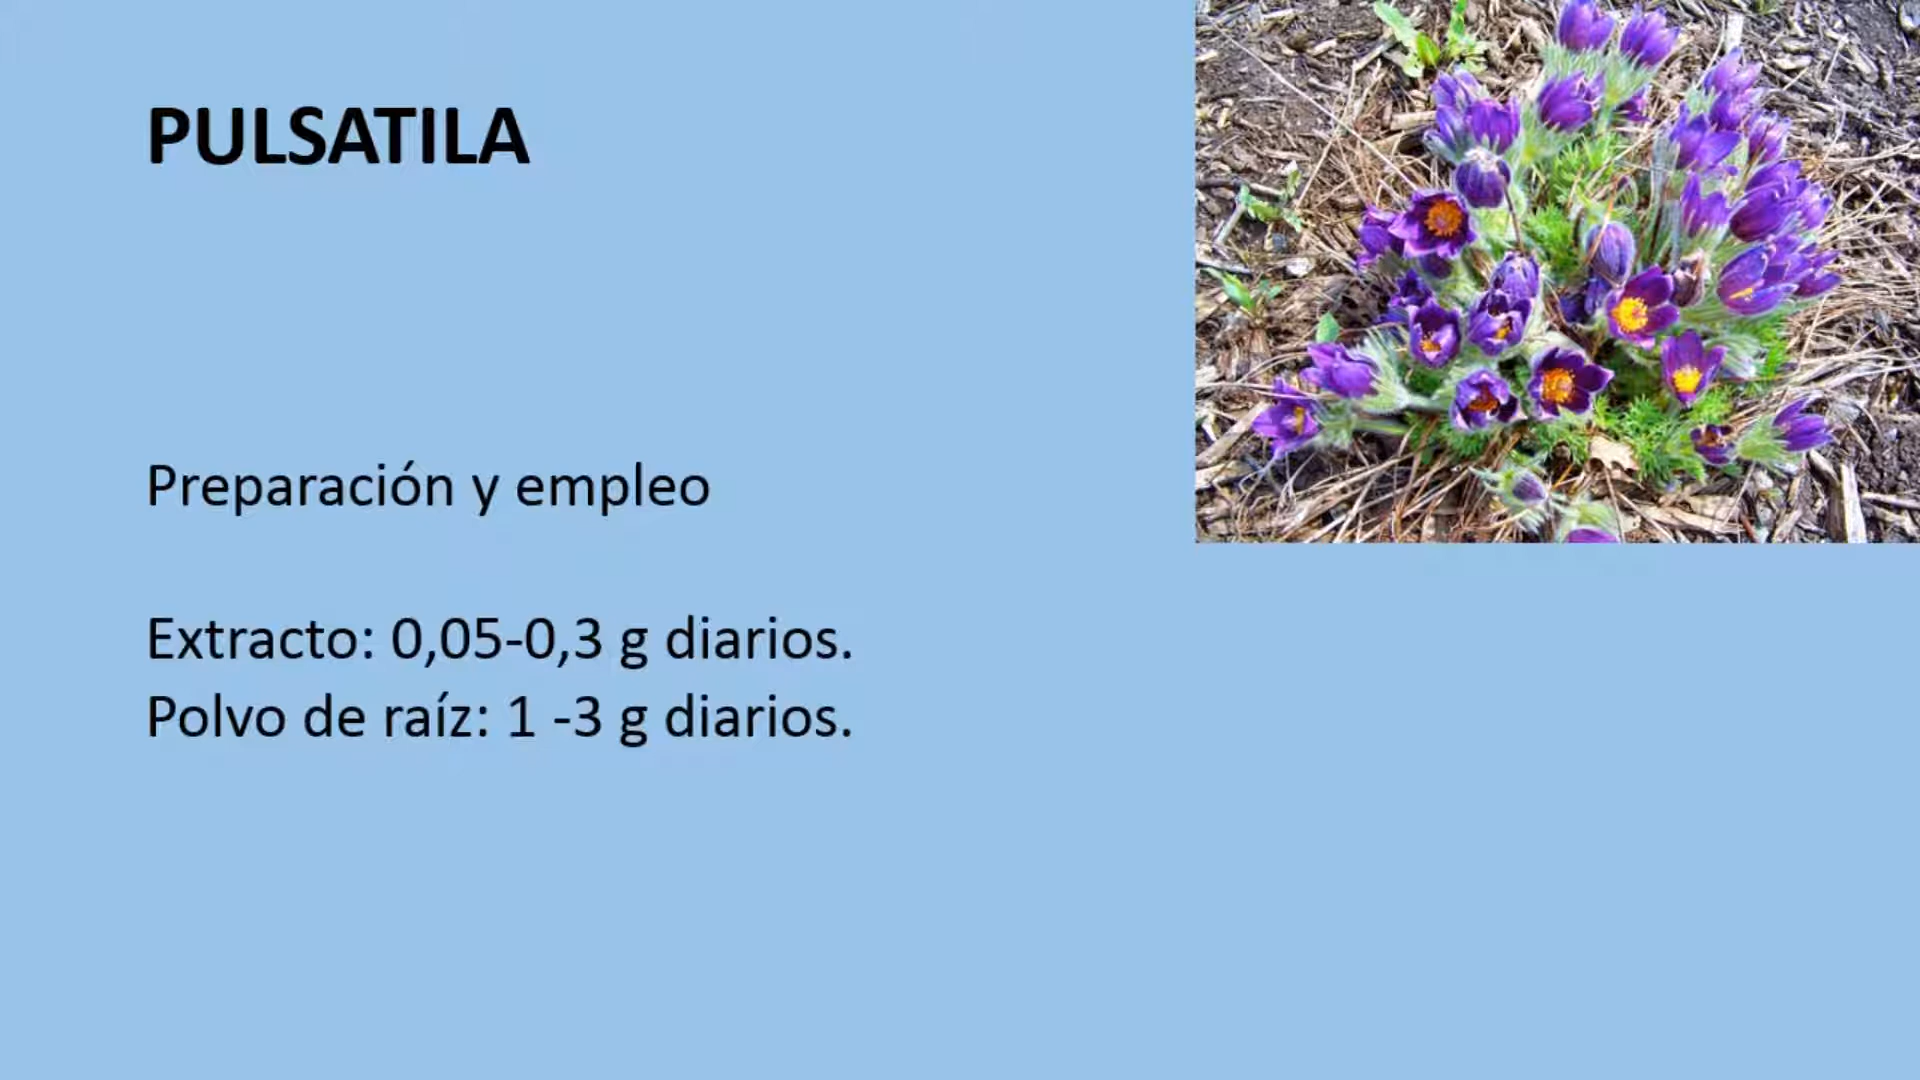 PULSATILA
Preparación y empleo
Extracto: 0,05-0,3 g diarios.
Polvo de raíz: 1 -3 g diarios.